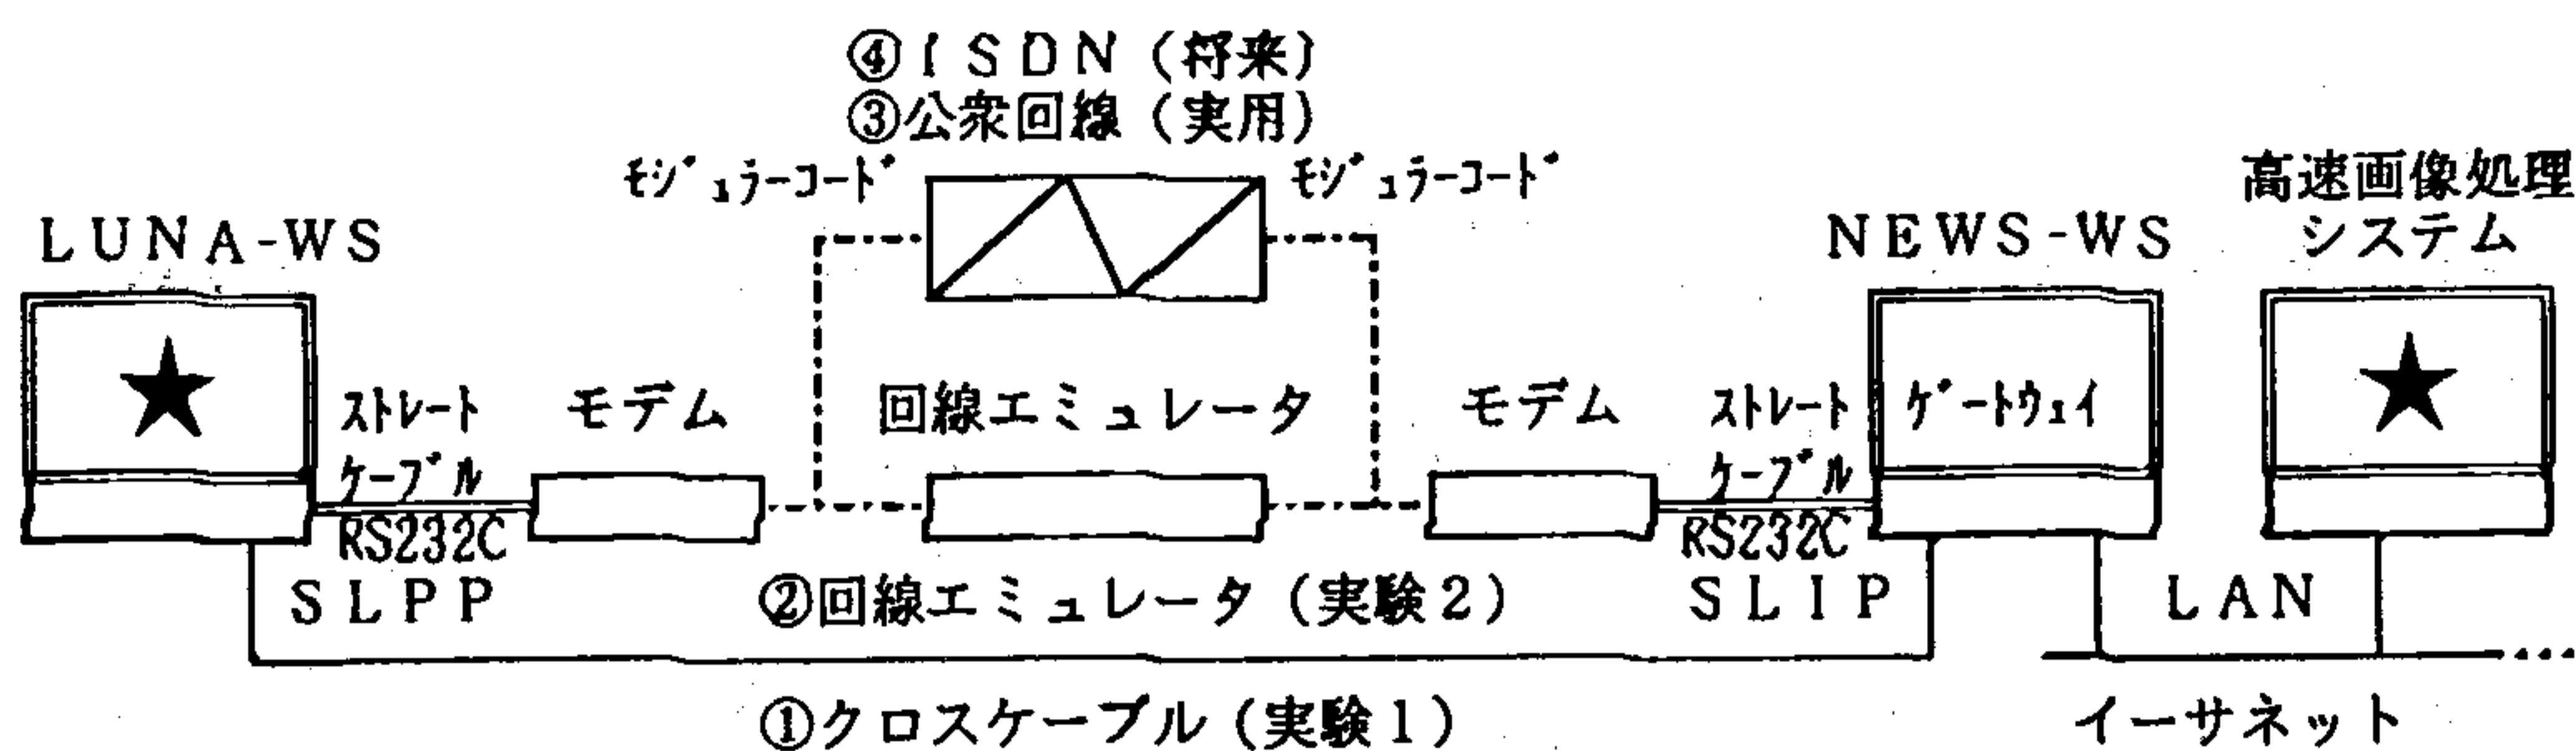 ④ＩＳＤＮ（将来）
③公衆回線（実用）
ﾓｼﾞｭﾗｰｺｰﾄﾞ
ﾓｼﾞｭﾗｰｺｰﾄﾞ
高速画像処理
システム
ＬＵＮＡ-ＷＳ
ＮＥＷＳ-ＷＳ
ｽﾄﾚｰﾄ
ｹｰﾌﾞﾙ
RS232C
モデム
回線エミュレータ
モデム
ｽﾄﾚｰﾄ
ｹｰﾌﾞﾙ
RS232C
ｹﾞｰﾄｳｪｲ
ＳＬＰＰ
②回線エミュレータ（実験２）
ＳＬＩＰ
ＬＡＮ
①クロスケーブル（実験１）
イーサネット